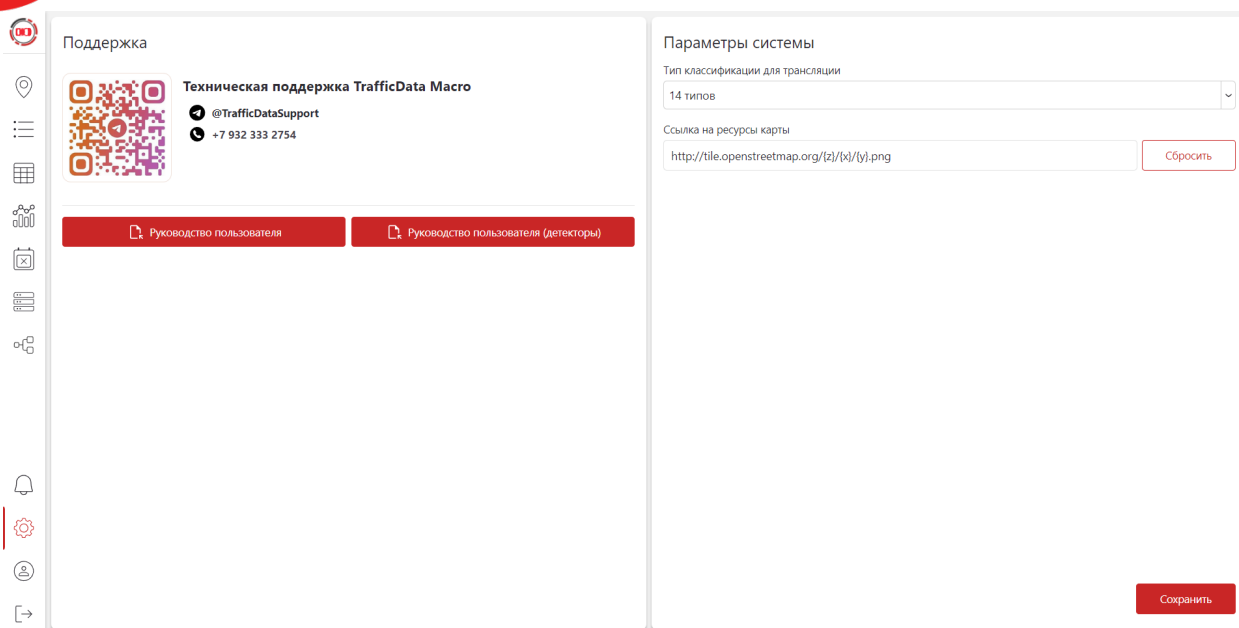 Поддержка
Техническая поддержка TrafficData Macro
@TrafficDataSupport
+7 932 333 2754
Руководство пользователя
Руководство пользователя (детекторы)
Параметры системы
Тип классификации для трансляции
14 типов
Ссылка на ресурсы карты
http://tile.openstreetmap.org/{z}/{x}/{y}.png
Сбросить
Сохранить